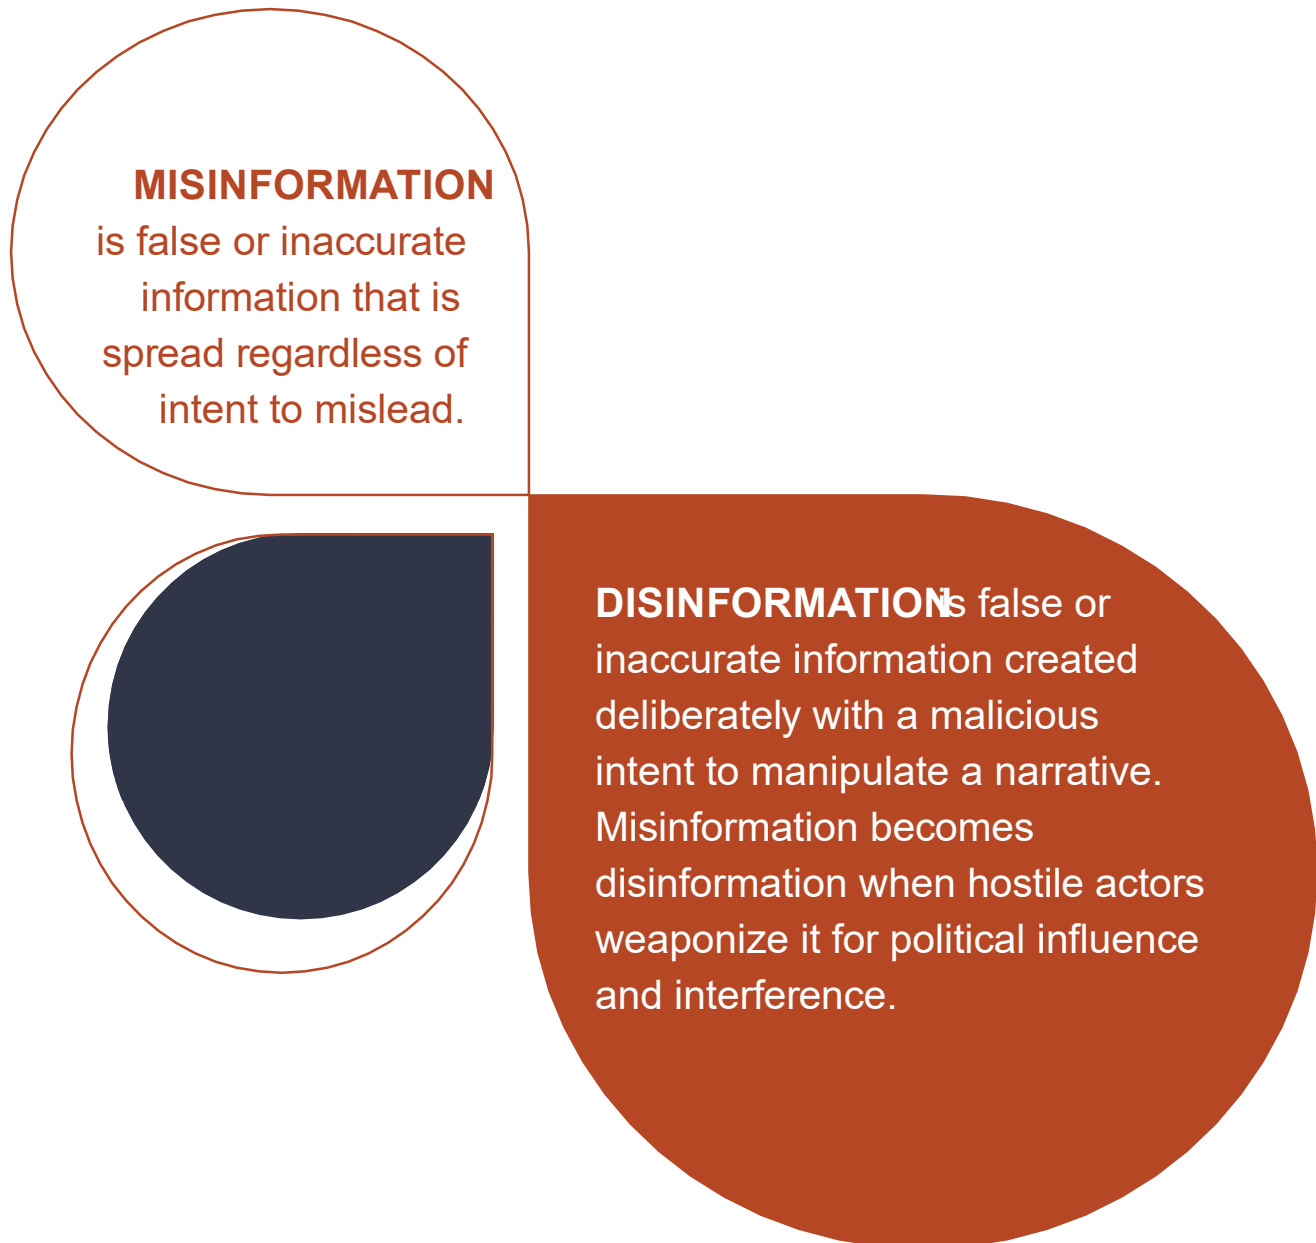 MISINFORMATION
is false or inaccurate
information that is
spread regardless of
intent to mislead.
DISINFORMATION is false or
inaccurate information created
deliberately with a malicious
intent to manipulate a narrative.
Misinformation becomes
disinformation when hostile actors
weaponize it for political influence
and interference.